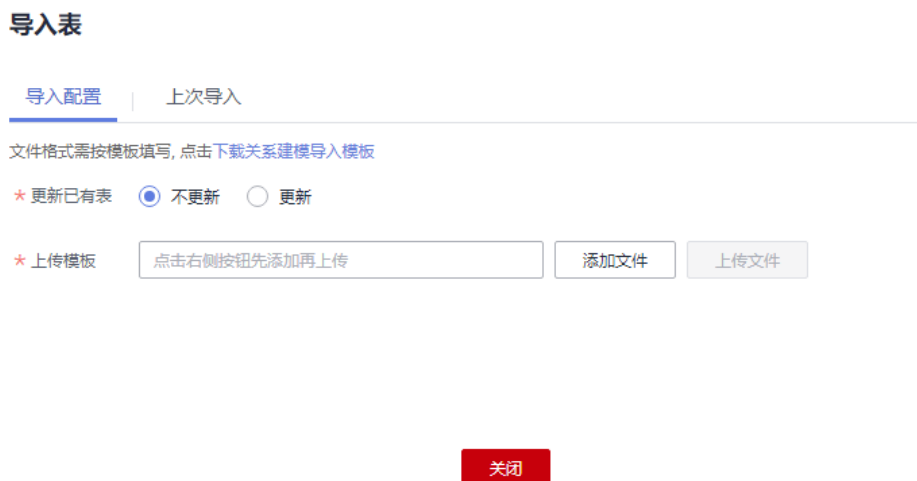 导入表
导入配置 上次导入
文件格式需按模板填写, 点击下载关系建模导入模板
* 更新已有表 不更新 更新
* 上传模板 点击右侧按钮先添加再上传 添加文件 上传文件
关闭